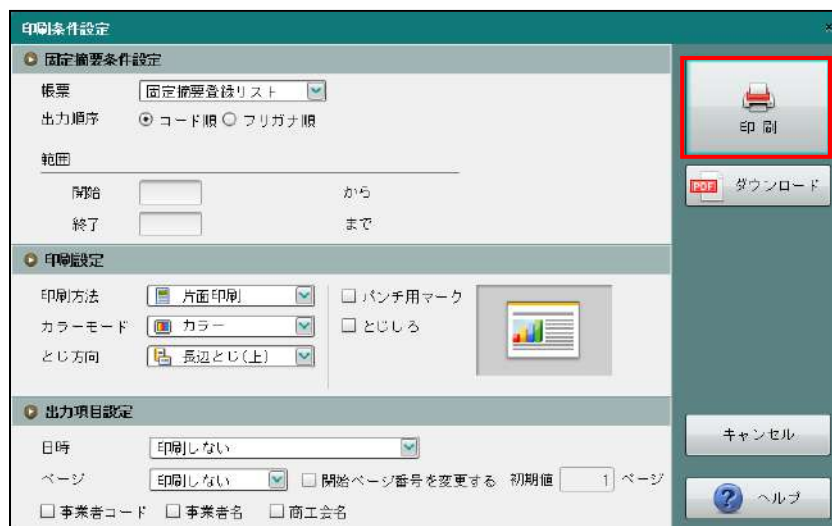 印刷条件設定
固定摘要条件設定
帳票 固定摘要登録リスト
出力順序 コード順 フリガナ順
範囲
開始 から
終了 まで
印刷設定
印刷方法 片面印刷 パンチ用マーク
カラーモード カラー とじしろ
とじ方向 長辺とじ(上)
出力項目設定
日時 印刷しない
ページ 印刷しない 開始ページ番号を変更する 初期値 1 ページ
事業者コード 事業者名 商工会名
印刷
PDF ダウンロード
キャンセル
? ヘルプ